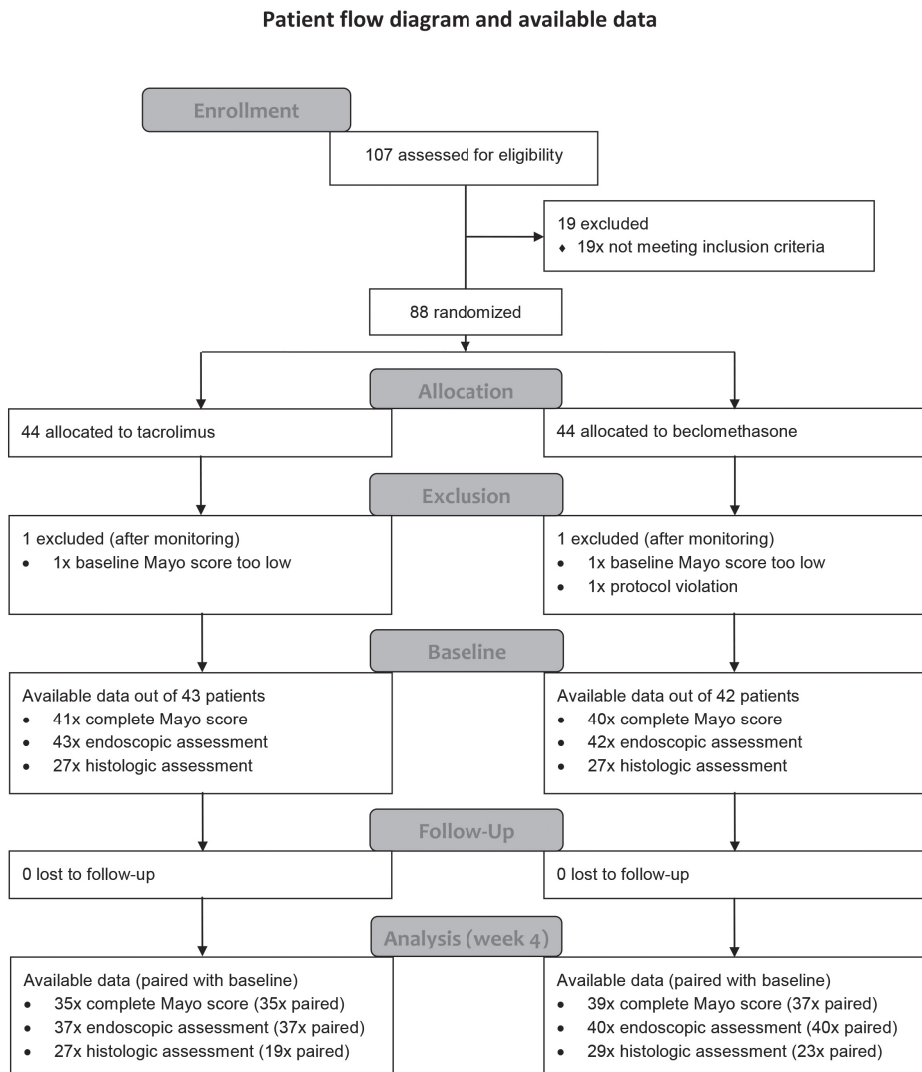 Patient flow diagram and available data
Enrollment
107 assessed for eligibility
19 excluded
♦ 19x not meeting inclusion criteria
88 randomized
Allocation
44 allocated to tacrolimus
44 allocated to beclomethasone
Exclusion
1 excluded (after monitoring)
• 1x baseline Mayo score too low
1 excluded (after monitoring)
• 1x baseline Mayo score too low
• 1x protocol violation
Baseline
Available data out of 43 patients
• 41x complete Mayo score
• 43x endoscopic assessment
• 27x histologic assessment
Available data out of 42 patients
• 40x complete Mayo score
• 42x endoscopic assessment
• 27x histologic assessment
Follow-Up
0 lost to follow-up
0 lost to follow-up
Analysis (week 4)
Available data (paired with baseline)
• 35x complete Mayo score (35x paired)
• 37x endoscopic assessment (37x paired)
• 27x histologic assessment (19x paired)
Available data (paired with baseline)
• 39x complete Mayo score (37x paired)
• 40x endoscopic assessment (40x paired)
• 29x histologic assessment (23x paired)